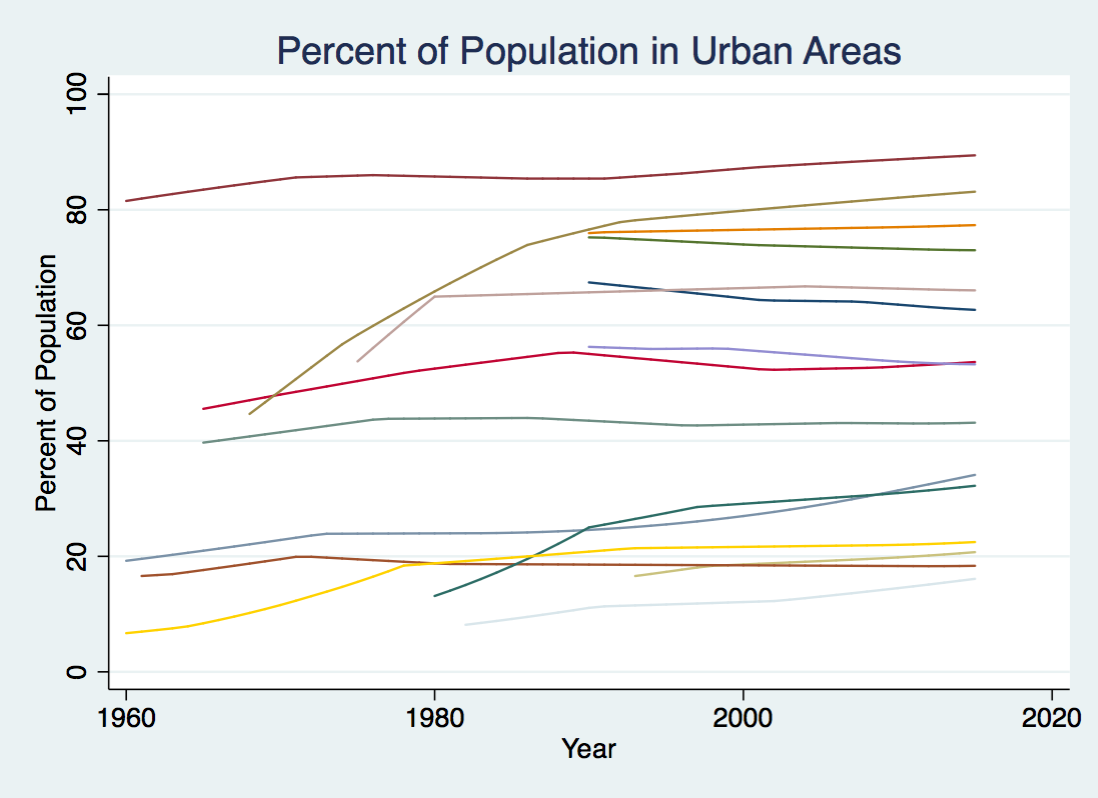 Percent of Population in Urban Areas
Percent of Population
100
80
60
40
20
0
1960 1980 2000 2020
Year